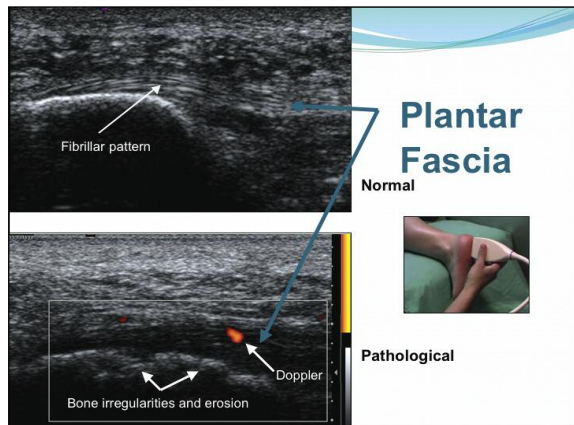 Fibrillar pattern
Plantar
Fascia
Normal
Pathological
Doppler
Bone irregularities and erosion